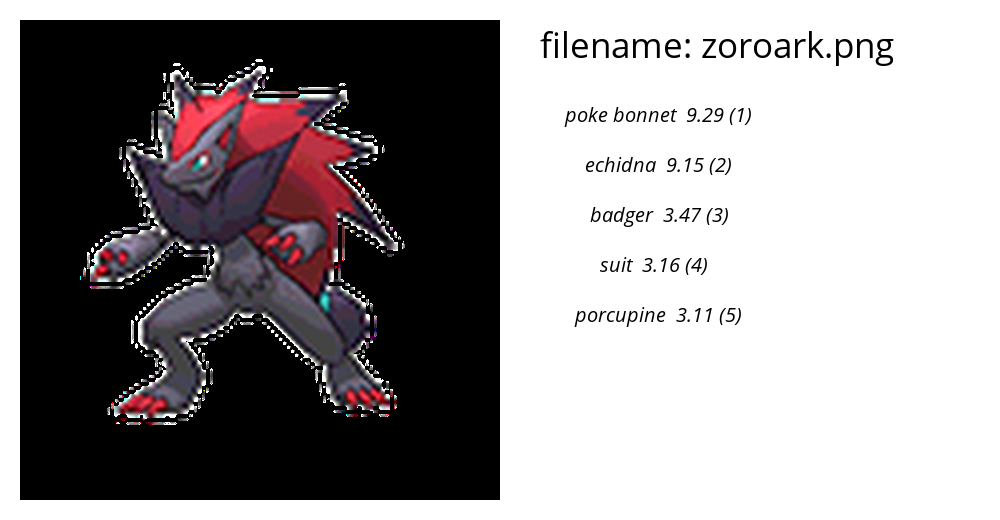 filename: zoroark.png
poke bonnet 9.29 (1)
echidna 9.15 (2)
badger 3.47 (3)
suit 3.16 (4)
porcupine 3.11 (5)